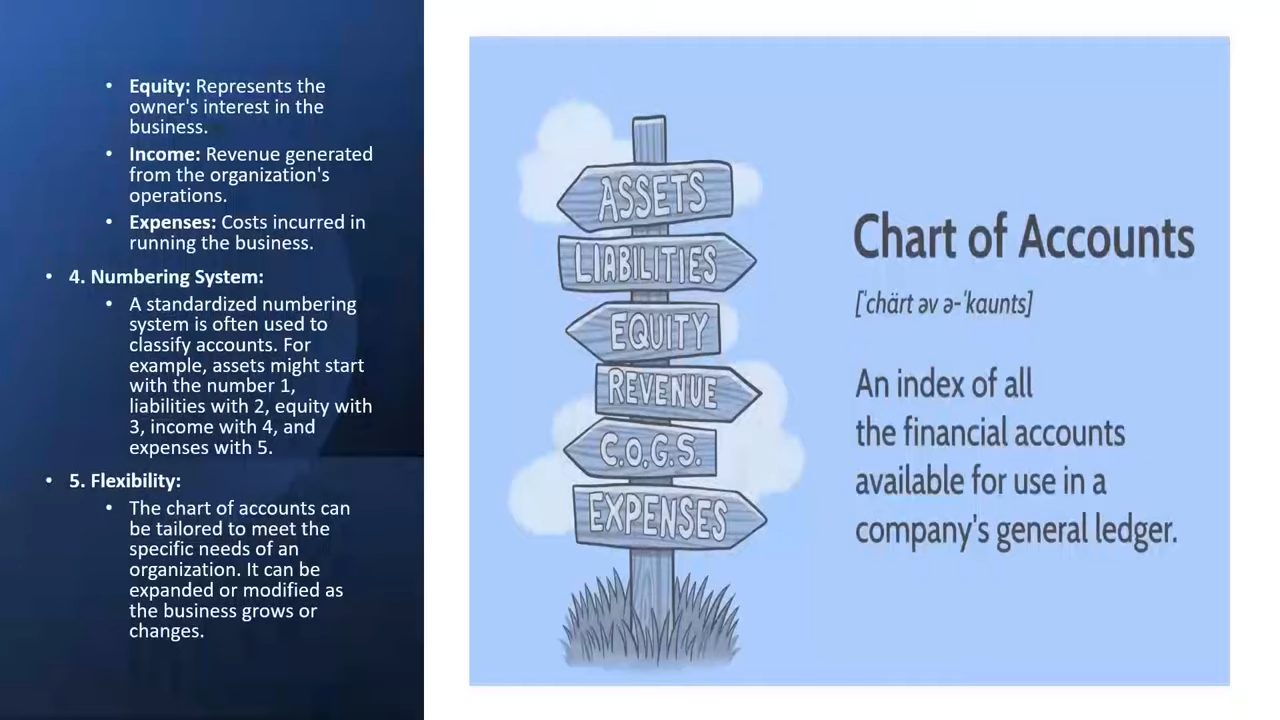 • Equity: Represents the
owner's interest in the
business.
• Income: Revenue generated
from the organization's
operations.
• Expenses: Costs incurred in
running the business.
• 4. Numbering System:
• A standardized numbering
system is often used to
classify accounts. For
example, assets might start
with the number 1,
liabilities with 2, equity with
3, income with 4, and
expenses with 5.
• 5. Flexibility:
• The chart of accounts can
be tailored to meet the
specific needs of an
organization. It can be
expanded or modified as
the business grows or
changes.
ASSETS
LIABILITIES
EQUITY
REVENUE
C.O.G.S.
EXPENSES
Chart of Accounts
[ˈchärt əv ə-ˈkaunts]
An index of all
the financial accounts
available for use in a
company's general ledger.